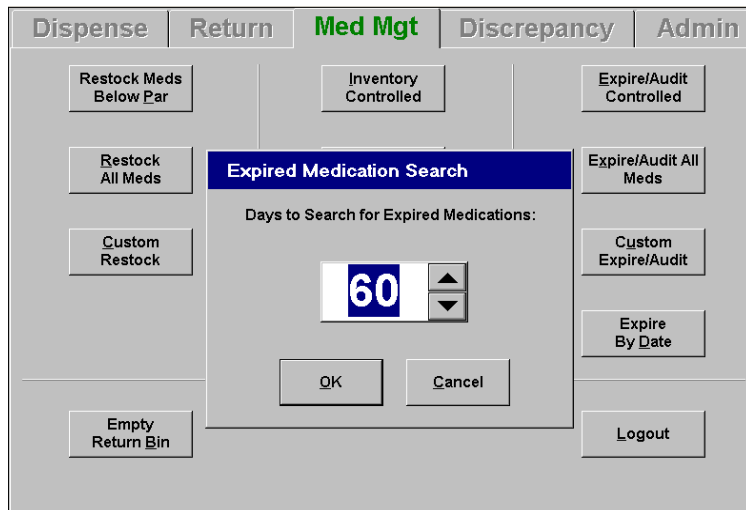 Dispense Return Med Mgt Discrepancy Admin
Restock Meds
Below Par
Inventory
Controlled
Expire/Audit
Controlled
Restock
All Meds
Expire/Audit All
Meds
Custom
Restock
Custom
Expire/Audit
Expire
By Date
Empty
Return Bin
Logout
Expired Medication Search
Days to Search for Expired Medications:
60
OK Cancel